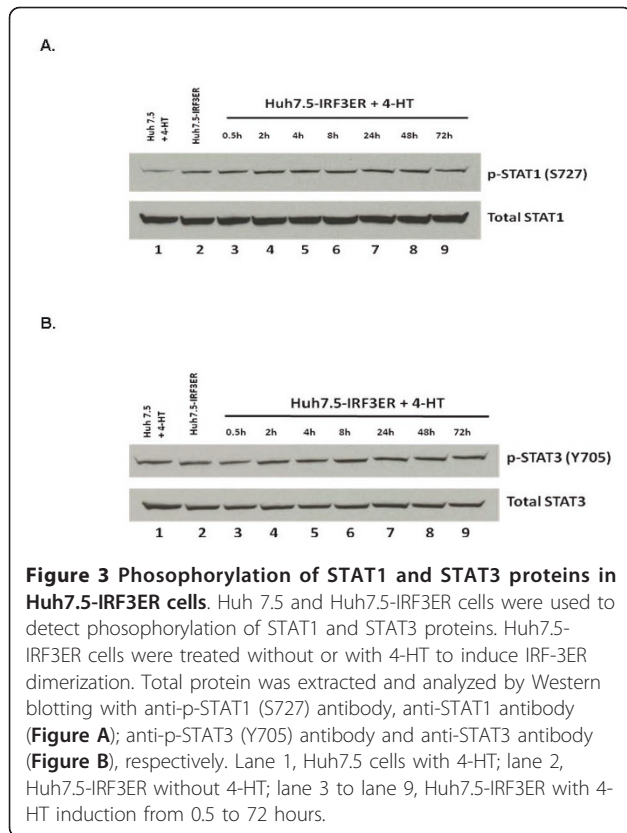 A.
Huh 7.5
+ 4-HT
Huh7.5-IRF3ER
Huh7.5-IRF3ER + 4-HT
0.5h 2h 4h 8h 24h 48h 72h
p-STAT1 (S727)
Total STAT1
1 2 3 4 5 6 7 8 9
B.
Huh 7.5
+ 4-HT
Huh7.5-IRF3ER
Huh7.5-IRF3ER + 4-HT
0.5h 2h 4h 8h 24h 48h 72h
p-STAT3 (Y705)
Total STAT3
1 2 3 4 5 6 7 8 9
Figure 3 Phosophorylation of STAT1 and STAT3 proteins in
Huh7.5-IRF3ER cells. Huh 7.5 and Huh7.5-IRF3ER cells were used to
detect phosophorylation of STAT1 and STAT3 proteins. Huh7.5-
IRF3ER cells were treated without or with 4-HT to induce IRF-3ER
dimerization. Total protein was extracted and analyzed by Western
blotting with anti-p-STAT1 (S727) antibody, anti-STAT1 antibody
(Figure A); anti-p-STAT3 (Y705) antibody and anti-STAT3 antibody
(Figure B), respectively. Lane 1, Huh7.5 cells with 4-HT; lane 2,
Huh7.5-IRF3ER without 4-HT; lane 3 to lane 9, Huh7.5-IRF3ER with 4-
HT induction from 0.5 to 72 hours.